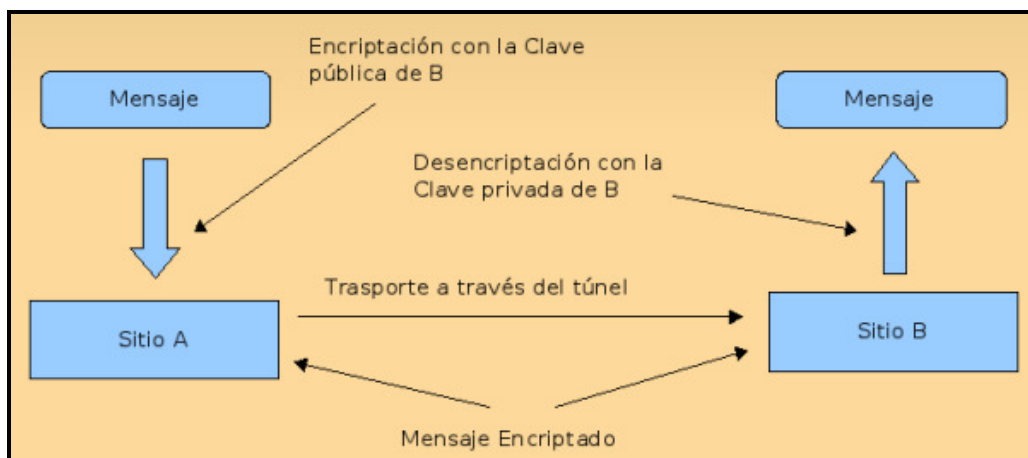 Encriptación con la Clave
pública de B
Mensaje
Mensaje
Desencriptación con la
Clave privada de B
Trasporte a través del túnel
Sitio A
Sitio B
Mensaje Encriptado